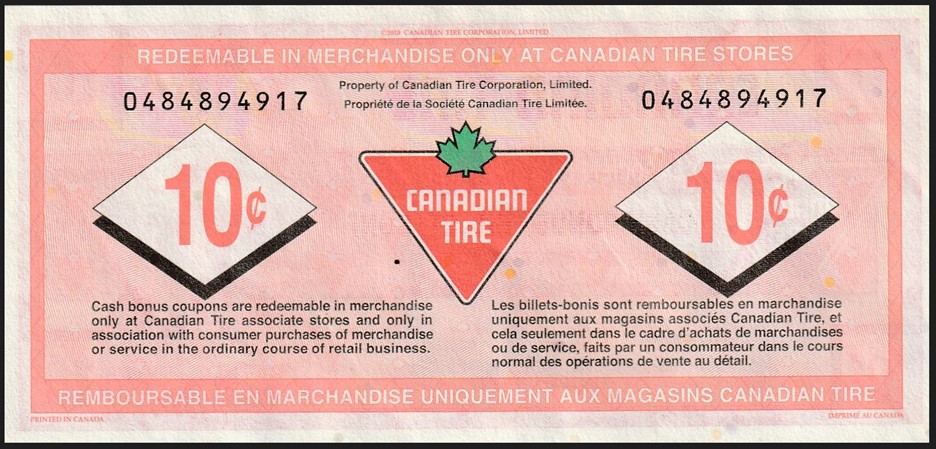 ©2010 CANADIAN TIRE CORPORATION, LIMITED
REDEEMABLE IN MERCHANDISE ONLY AT CANADIAN TIRE STORES
Property of Canadian Tire Corporation, Limited.
Propriété de la Société Canadian Tire Limitée.
0484894917
0484894917
10¢
CANADIAN
TIRE
10¢
Cash bonus coupons are redeemable in merchandise
only at Canadian Tire associate stores and only in
association with consumer purchases of merchandise
or service in the ordinary course of retail business.
Les billets-bonis sont remboursables en marchandise
uniquement aux magasins associés Canadian Tire, et
cela seulement dans le cadre d'achats de marchandises
ou de service, faits par un consommateur dans le cours
normal des opérations de vente au détail.
REMBOURSABLE EN MARCHANDISE UNIQUEMENT AUX MAGASINS CANADIAN TIRE
PRINTED IN CANADA
IMPRIMÉ AU CANADA